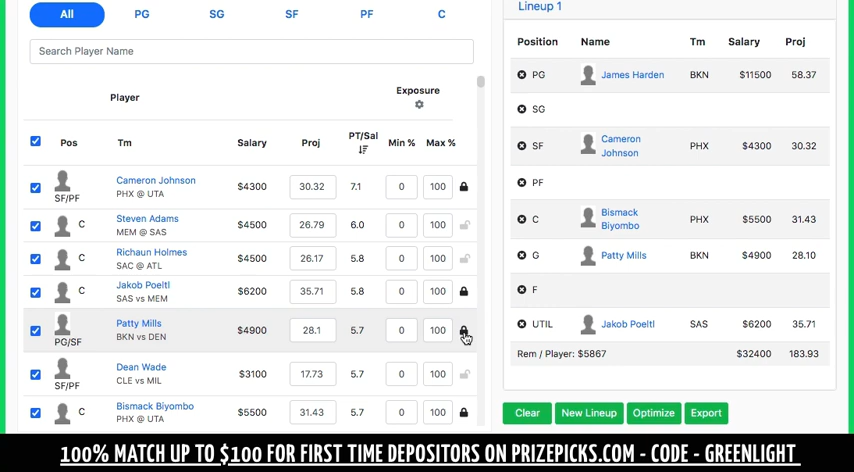 All PG SG SF PF C
Search Player Name
Player Exposure
Pos Tm Salary Proj PT/Sal Min % Max %
Cameron Johnson
SF/PF PHX @ UTA $4300 30.32 7.1 0 100
Steven Adams
C MEM @ SAS $4500 26.79 6.0 0 100
Richaun Holmes
C SAC @ ATL $4500 26.17 5.8 0 100
Jakob Poeltl
C SAS vs MEM $6200 35.71 5.8 0 100
Patty Mills
PG/SF BKN vs DEN $4900 28.1 5.7 0 100
Dean Wade
SF/PF CLE vs MIL $3100 17.73 5.7 0 100
Bismack Biyombo
C PHX @ UTA $5500 31.43 5.7 0 100
Lineup 1
Position Name Tm Salary Proj
PG James Harden BKN $11500 58.37
SG
SF Cameron Johnson PHX $4300 30.32
PF
C Bismack Biyombo PHX $5500 31.43
G Patty Mills BKN $4900 28.10
F
UTIL Jakob Poeltl SAS $6200 35.71
Rem / Player: $5867 $32400 183.93
Clear New Lineup Optimize Export
100% MATCH UP TO $100 FOR FIRST TIME DEPOSITORS ON PRIZEPICKS.COM - CODE - GREENLIGHT